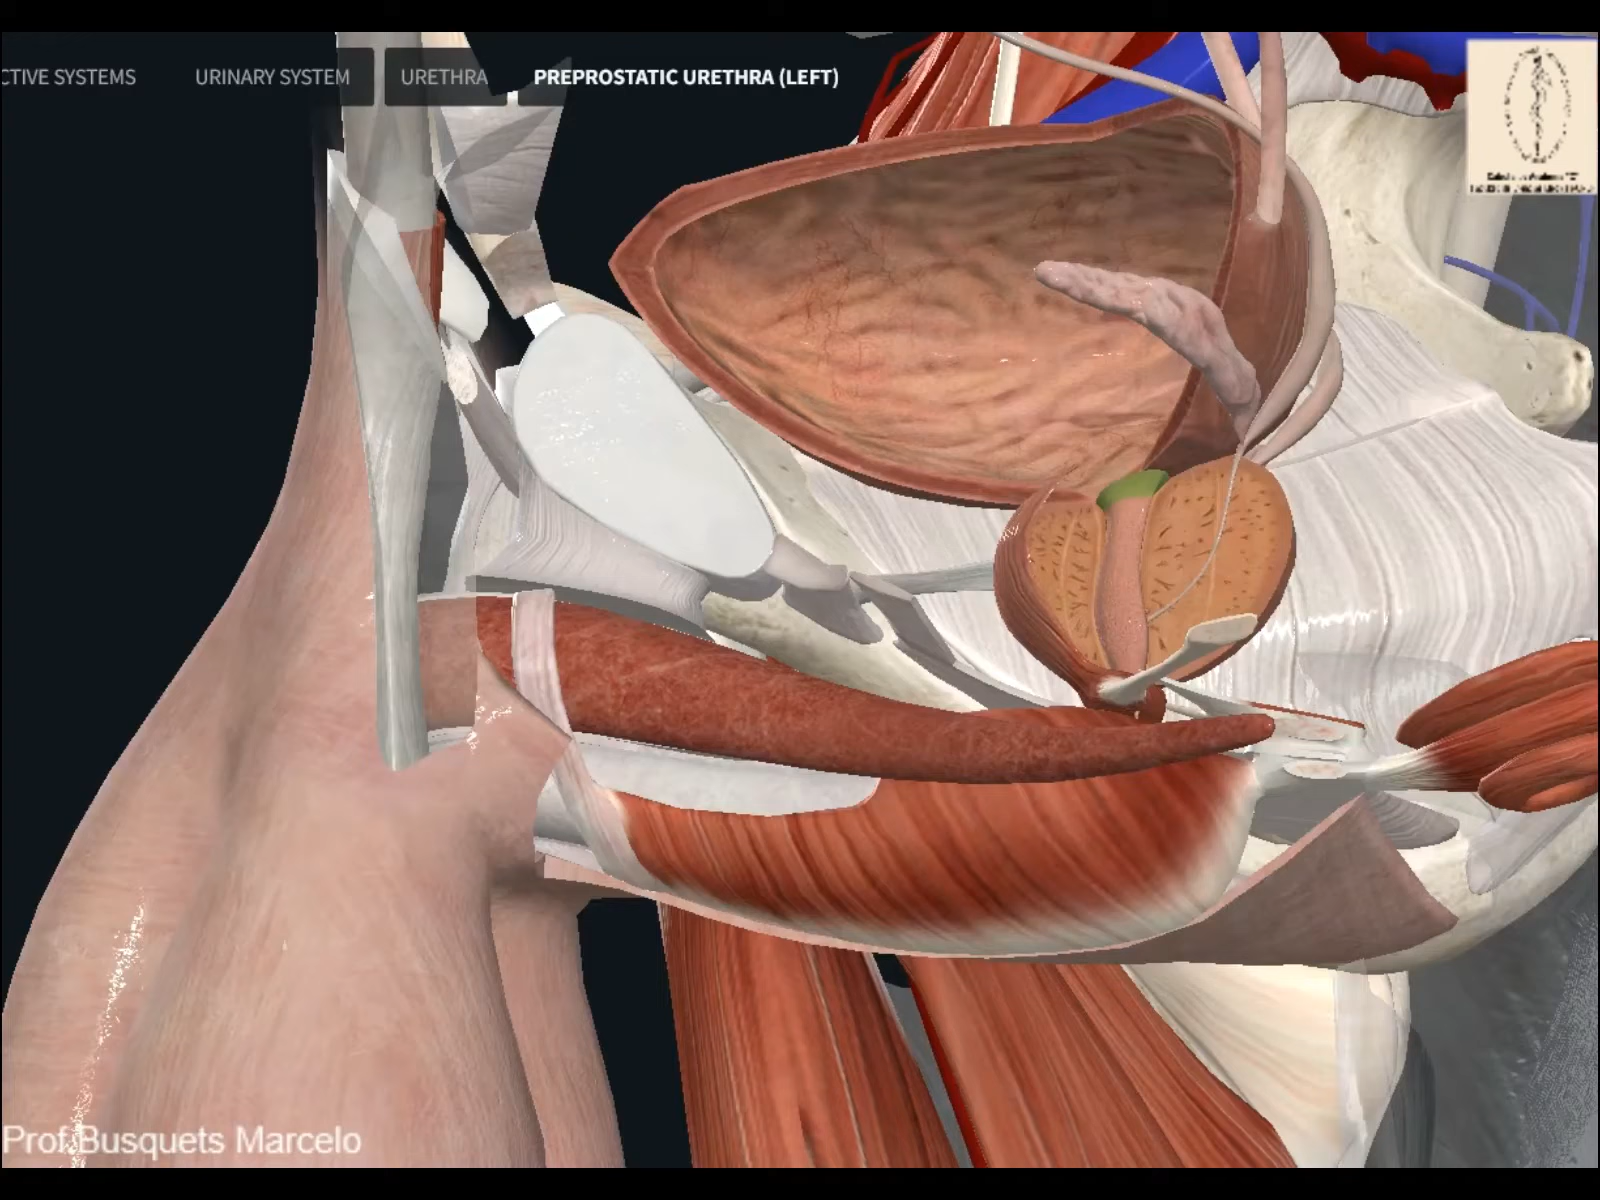 CTIVE SYSTEMS URINARY SYSTEM URETHRA PREPROSTATIC URETHRA (LEFT)
Prof.Busquets Marcelo